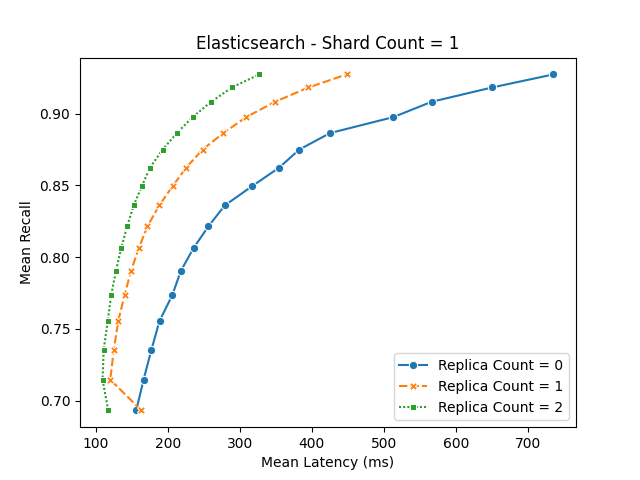 Elasticsearch - Shard Count = 1
Mean Recall
0.90
0.85
0.80
0.75
0.70
Replica Count = 0
Replica Count = 1
Replica Count = 2
100 200 300 400 500 600 700
Mean Latency (ms)